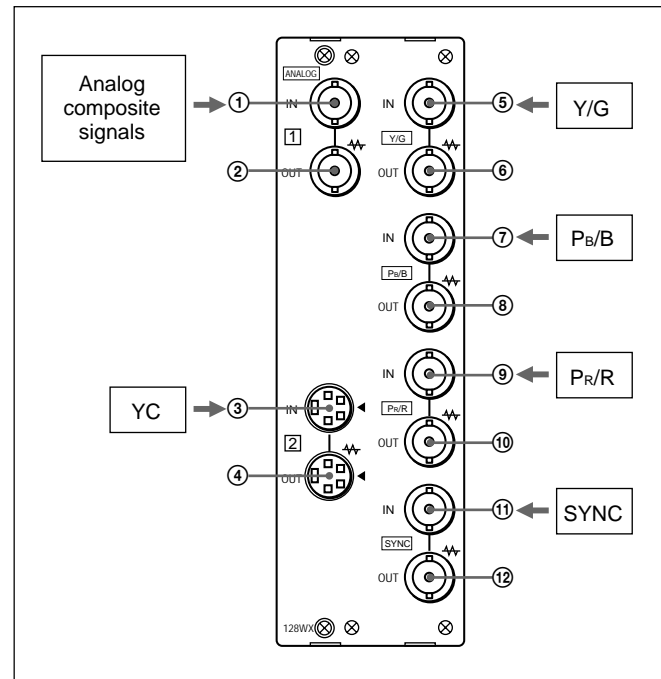 Analog
composite
signals
ANALOG
① IN
1
② OUT
IN ⑤ Y/G
Y/G
OUT ⑥
IN ⑦ PB/B
PB/B
OUT ⑧
YC ③ IN
2
④ OUT
IN ⑨ PR/R
PR/R
OUT ⑩
IN ⑪ SYNC
SYNC
OUT ⑫
128WX